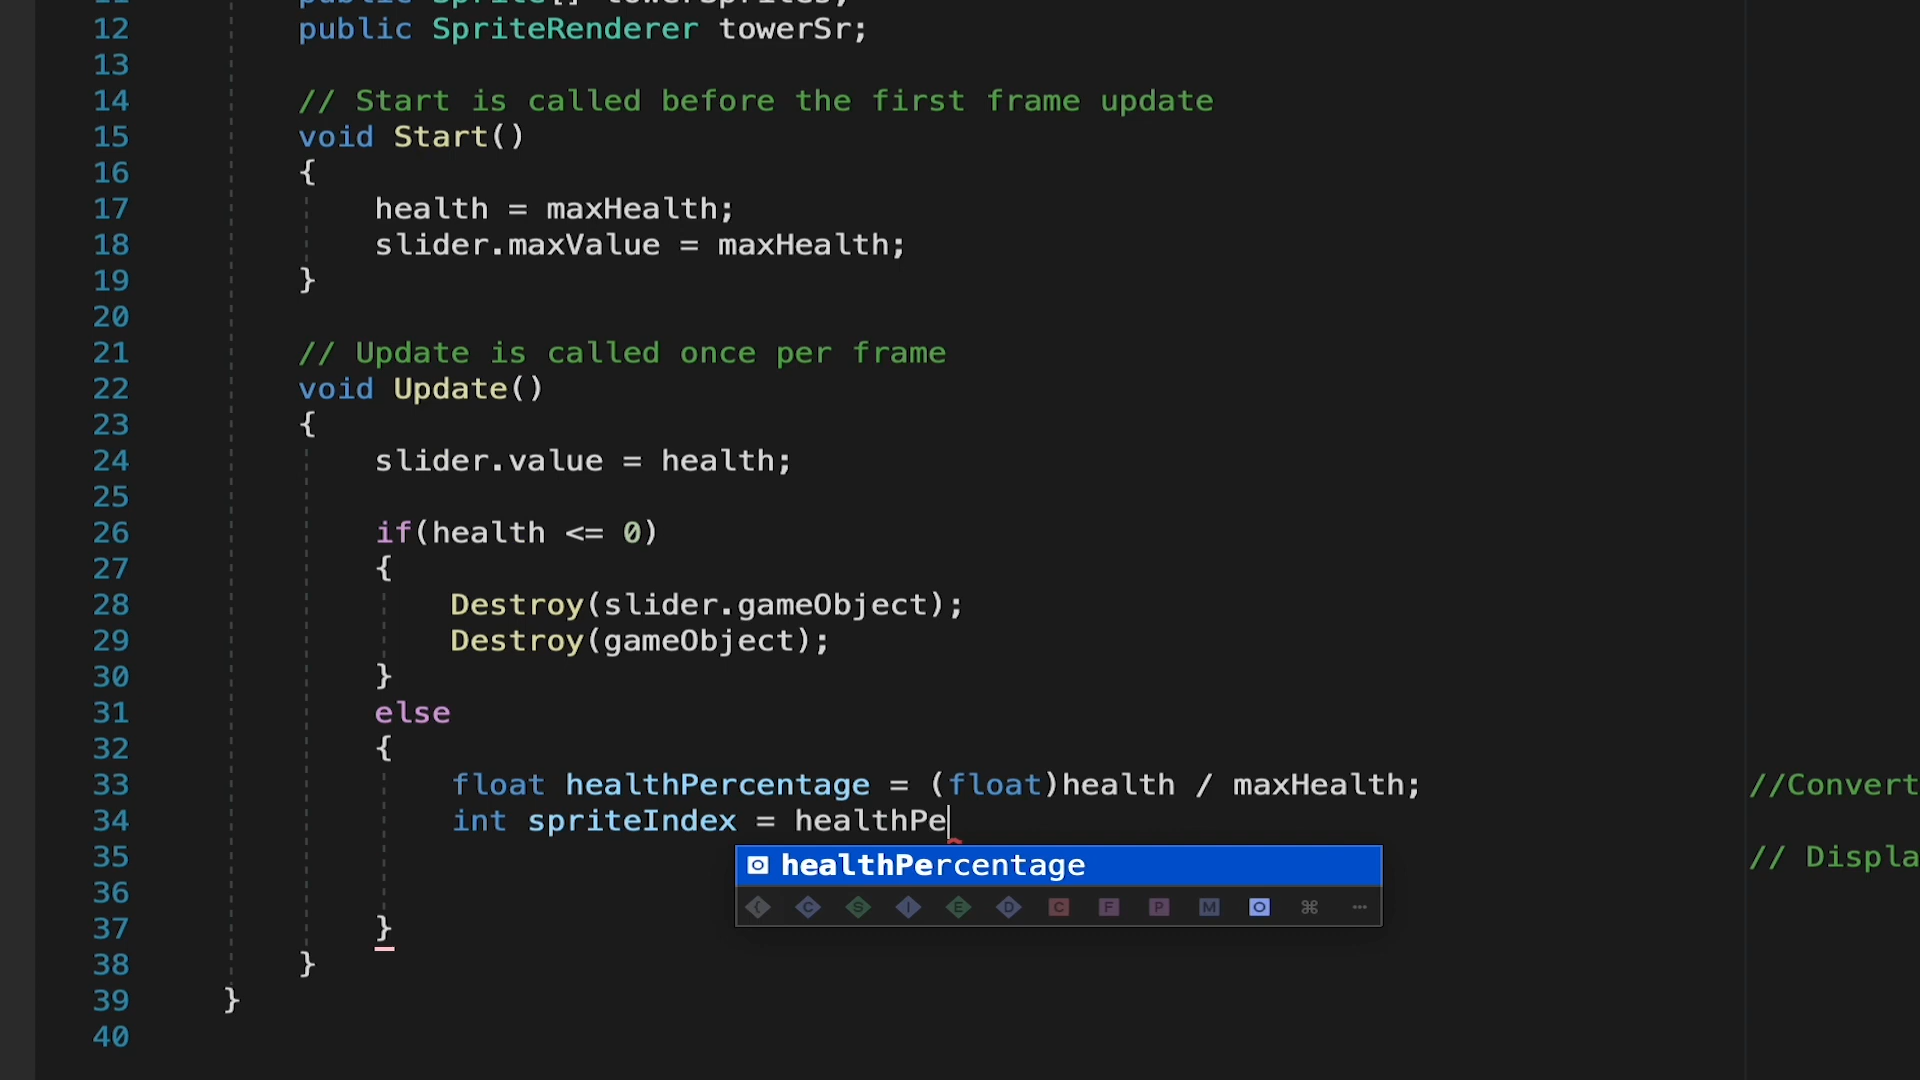 11 public Sprite[] towerSprites;
12 public SpriteRenderer towerSr;
13
14 // Start is called before the first frame update
15 void Start()
16 {
17 health = maxHealth;
18 slider.maxValue = maxHealth;
19 }
20
21 // Update is called once per frame
22 void Update()
23 {
24 slider.value = health;
25
26 if(health <= 0)
27 {
28 Destroy(slider.gameObject);
29 Destroy(gameObject);
30 }
31 else
32 {
33 float healthPercentage = (float)health / maxHealth; //Convert
34 int spriteIndex = healthPe
healthPercentage
35 // Displa
C S I E D C F P M O ⌘ ...
36
37 }
38 }
39 }
40